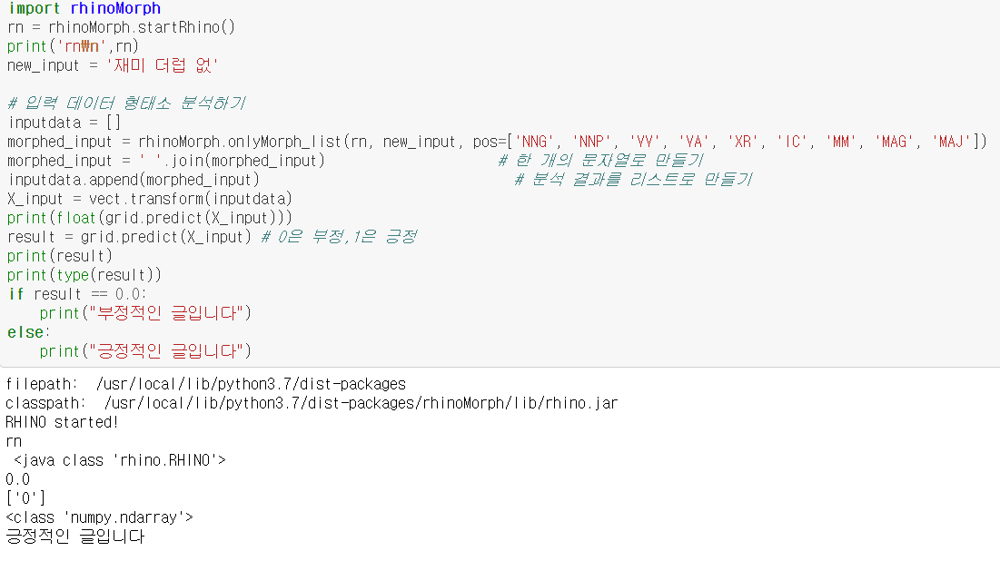 import rhinoMorph
rn = rhinoMorph.startRhino()
print('rn₩n',rn)
new_input = '재미 더럽 없'
# 입력 데이터 형태소 분석하기
inputdata = []
morphed_input = rhinoMorph.onlyMorph_list(rn, new_input, pos=['NNG', 'NNP', 'VV', 'VA', 'XR', 'IC', 'MM', 'MAG', 'MAJ'])
morphed_input = ' '.join(morphed_input) # 한 개의 문자열로 만들기
inputdata.append(morphed_input) # 분석 결과를 리스트로 만들기
X_input = vect.transform(inputdata)
print(float(grid.predict(X_input)))
result = grid.predict(X_input) # 0은 부정,1은 긍정
print(result)
print(type(result))
if result == 0.0:
    print("부정적인 글입니다")
else:
    print("긍정적인 글입니다")
filepath:  /usr/local/lib/python3.7/dist-packages
classpath:  /usr/local/lib/python3.7/dist-packages/rhinoMorph/lib/rhino.jar
RHINO started!
rn
 <java class 'rhino.RHINO'>
0.0
['0']
<class 'numpy.ndarray'>
긍정적인 글입니다